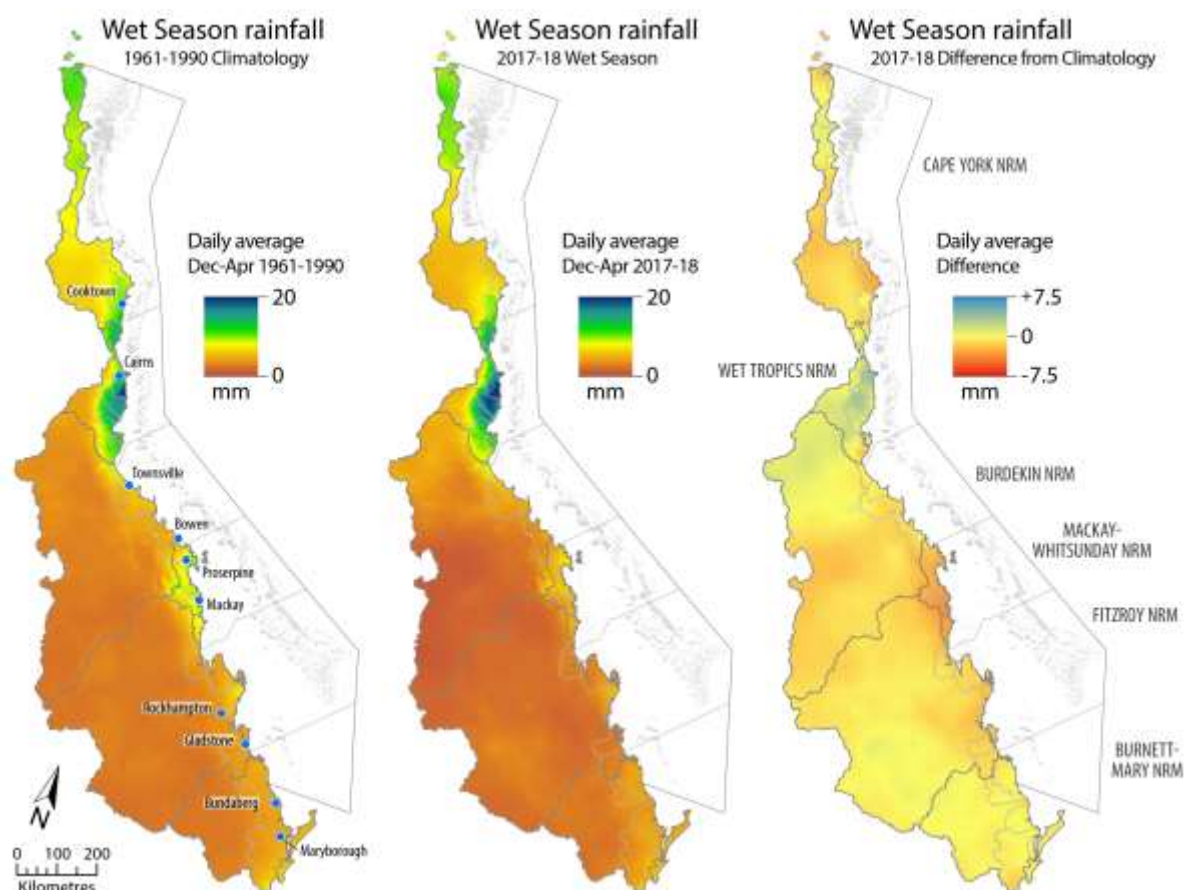 Wet Season rainfall
1961-1990 Climatology
Daily average
Dec-Apr 1961-1990
20
0
mm
Cooktown
Cairns
Townsville
Bowen
Proserpine
Mackay
Rockhampton
Gladstone
Bundaberg
Maryborough
N
0 100 200
Kilometres
Wet Season rainfall
2017-18 Wet Season
Daily average
Dec-Apr 2017-18
20
0
mm
Wet Season rainfall
2017-18 Difference from Climatology
CAPE YORK NRM
Daily average
Difference
+7.5
0
-7.5
mm
WET TROPICS NRM
BURDEKIN NRM
MACKAY-
WHITSUNDAY NRM
FITZROY NRM
BURNETT-
MARY NRM